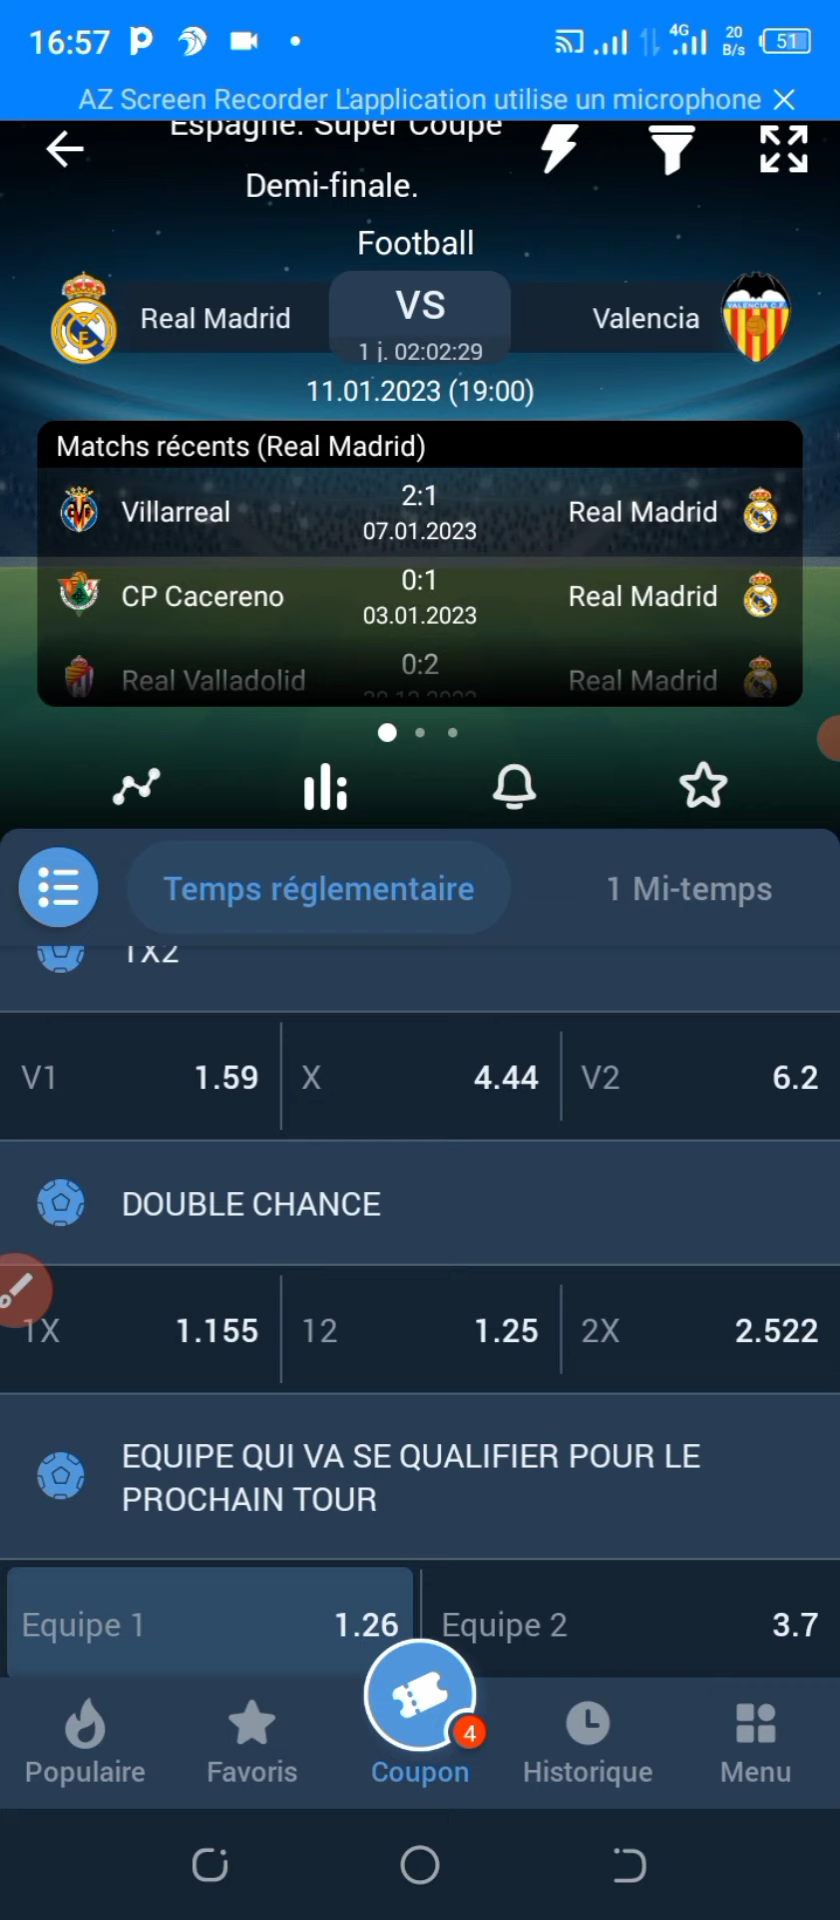 16:57
4G
20
B/s
51
AZ Screen Recorder L'application utilise un microphone
Espagne. Super Coupe
Demi-finale.
Football
Real Madrid
VS
Valencia
1 j. 02:02:29
11.01.2023 (19:00)
Matchs récents (Real Madrid)
Villarreal 2:1 Real Madrid
07.01.2023
CP Cacereno 0:1 Real Madrid
03.01.2023
Real Valladolid 0:2 Real Madrid
Temps réglementaire 1 Mi-temps
1X2
V1 1.59 X 4.44 V2 6.2
DOUBLE CHANCE
1X 1.155 12 1.25 2X 2.522
EQUIPE QUI VA SE QUALIFIER POUR LE
PROCHAIN TOUR
Equipe 1 1.26 Equipe 2 3.7
4
Populaire Favoris Coupon Historique Menu